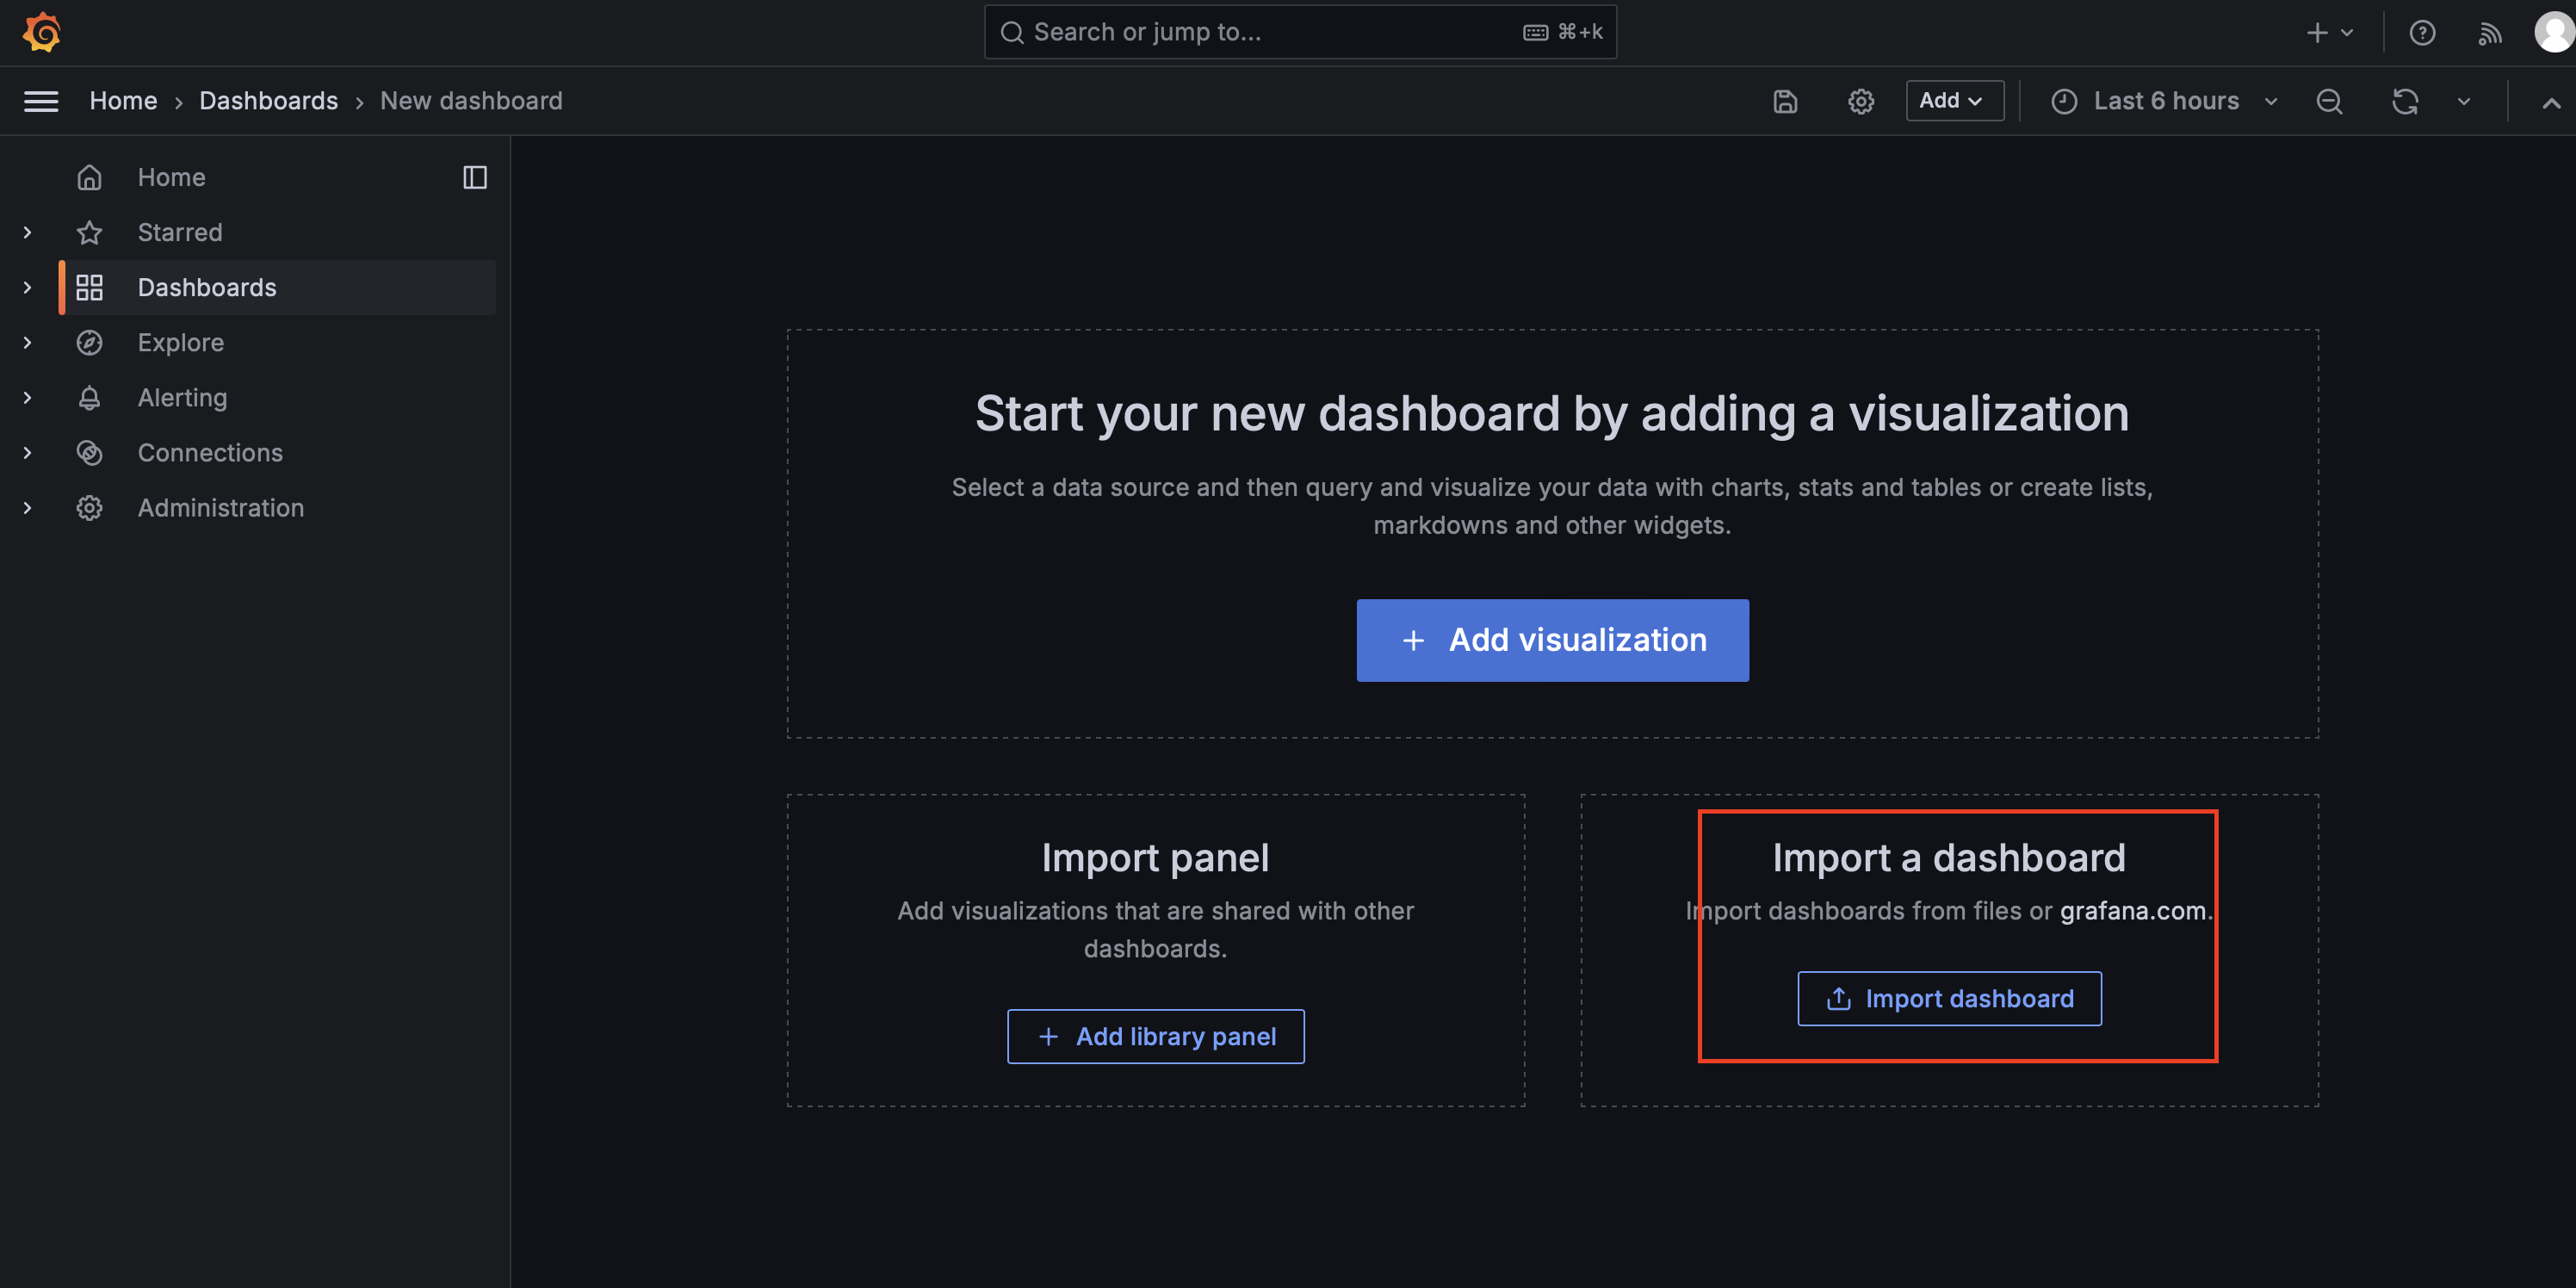 Search or jump to...
⌘+k
Home › Dashboards › New dashboard
Add
Last 6 hours
Home
Starred
Dashboards
Explore
Alerting
Connections
Administration
Start your new dashboard by adding a visualization
Select a data source and then query and visualize your data with charts, stats and tables or create lists,
markdowns and other widgets.
+ Add visualization
Import panel
Add visualizations that are shared with other
dashboards.
+ Add library panel
Import a dashboard
Import dashboards from files or grafana.com.
Import dashboard